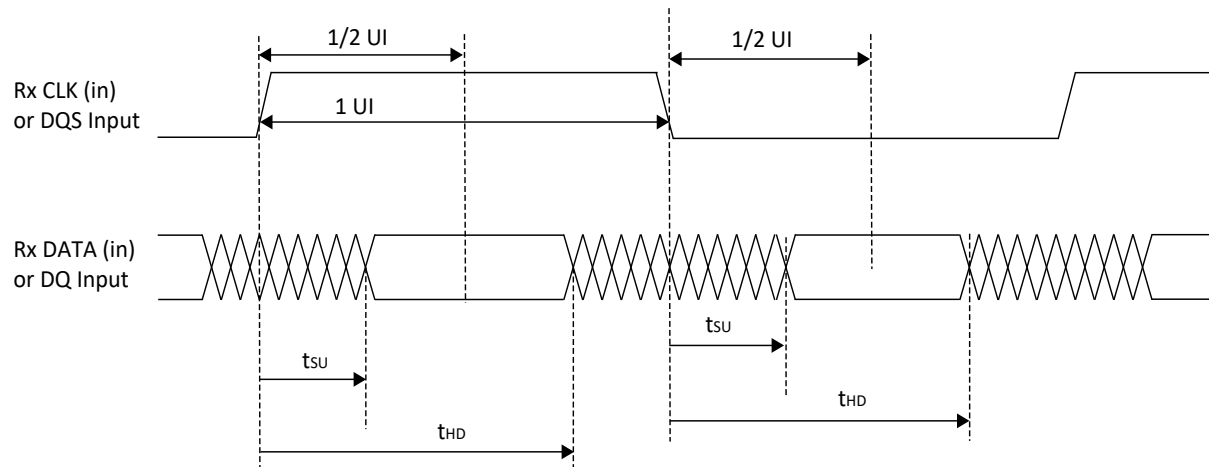 1/2 UI
1/2 UI
Rx CLK (in)
or DQS Input
1 UI
Rx DATA (in)
or DQ Input
tSU
tSU
tHD
tHD